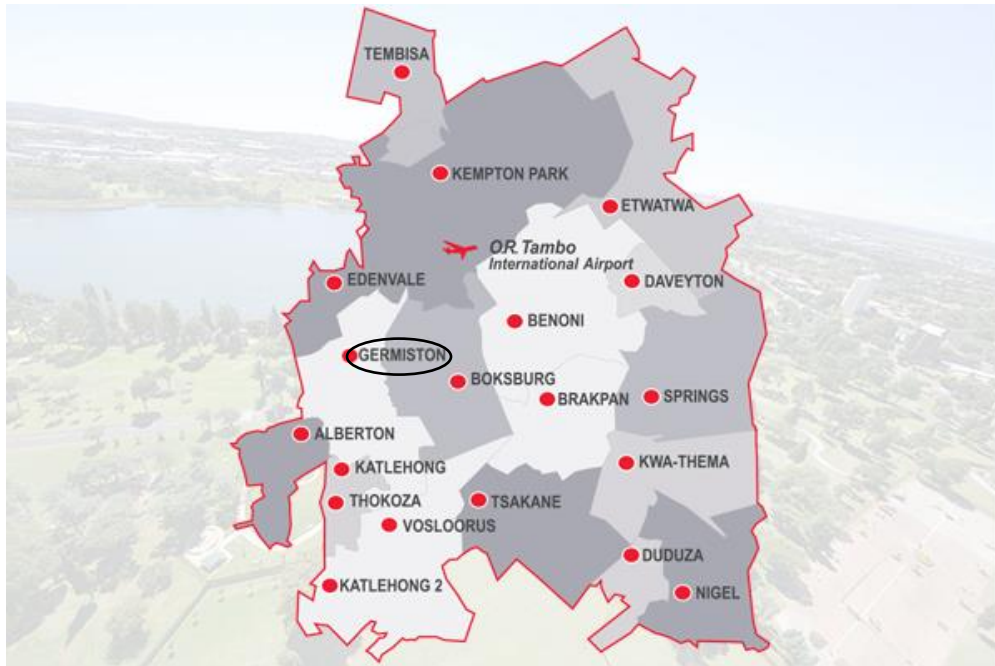 TEMBISA
KEMPTON PARK
ETWATWA
O.R. Tambo
International Airport
EDENVALE
DAVEYTON
BENONI
GERMISTON
BOKSBURG
BRAKPAN
SPRINGS
ALBERTON
KATLEHONG
KWA-THEMA
THOKOZA
TSAKANE
VOSLOORUS
DUDUZA
KATLEHONG 2
NIGEL